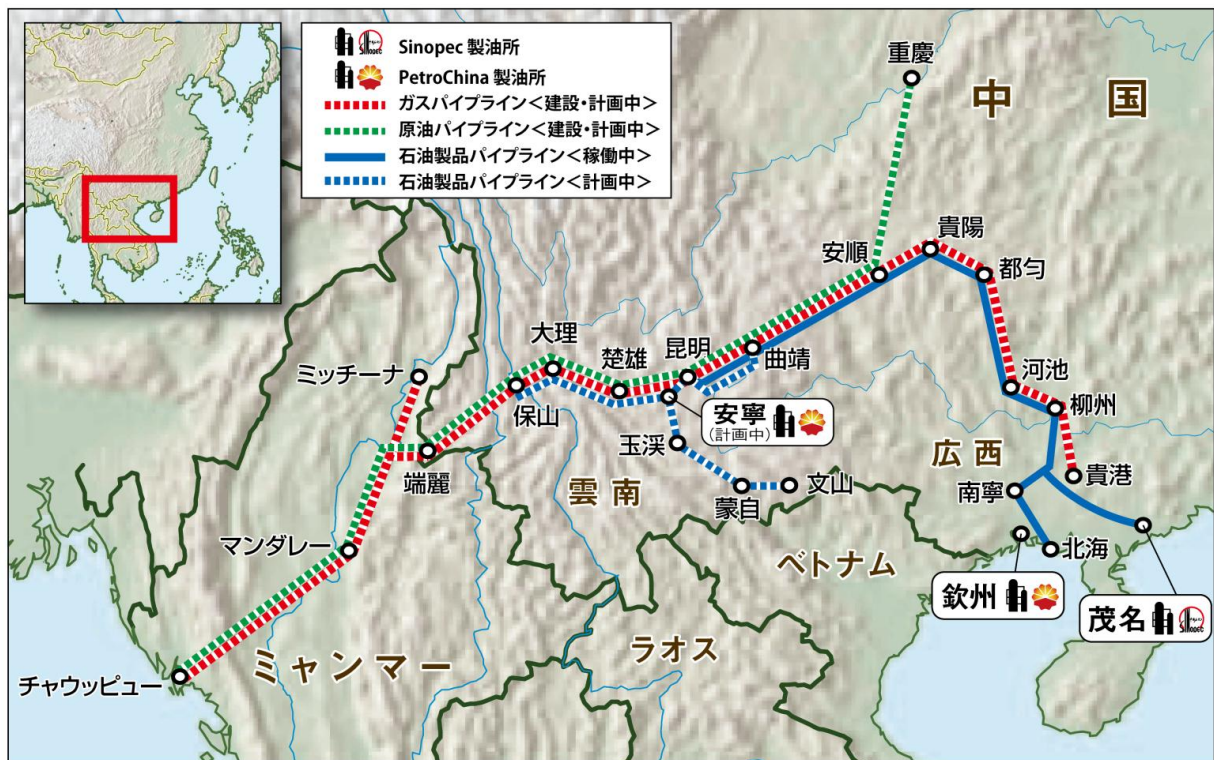 Sinopec 製油所
PetroChina 製油所
ガスパイプライン<建設・計画中>
原油パイプライン<建設・計画中>
石油製品パイプライン<稼働中>
石油製品パイプライン<計画中>
Sinopec
重慶
中国
貴陽
安順
都匀
大理
楚雄
昆明
曲靖
ミッチーナ
保山
河池
柳州
安寧
(計画中)
玉渓
端麗
広西
貴港
雲南
文山
蒙自
南寧
マンダレー
北海
ベトナム
欽州
茂名
Sinopec
ラオス
ミャンマー
チャウッピュー